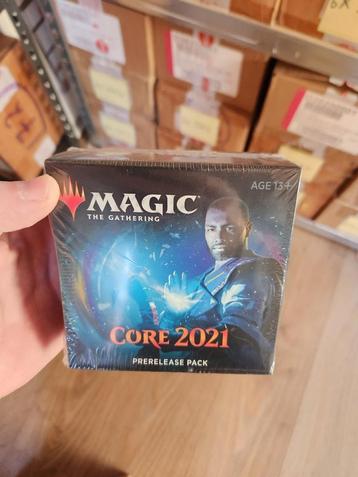 AGE 13+
MAGIC
THE GATHERING
CORE 2021
PRERELEASE PACK